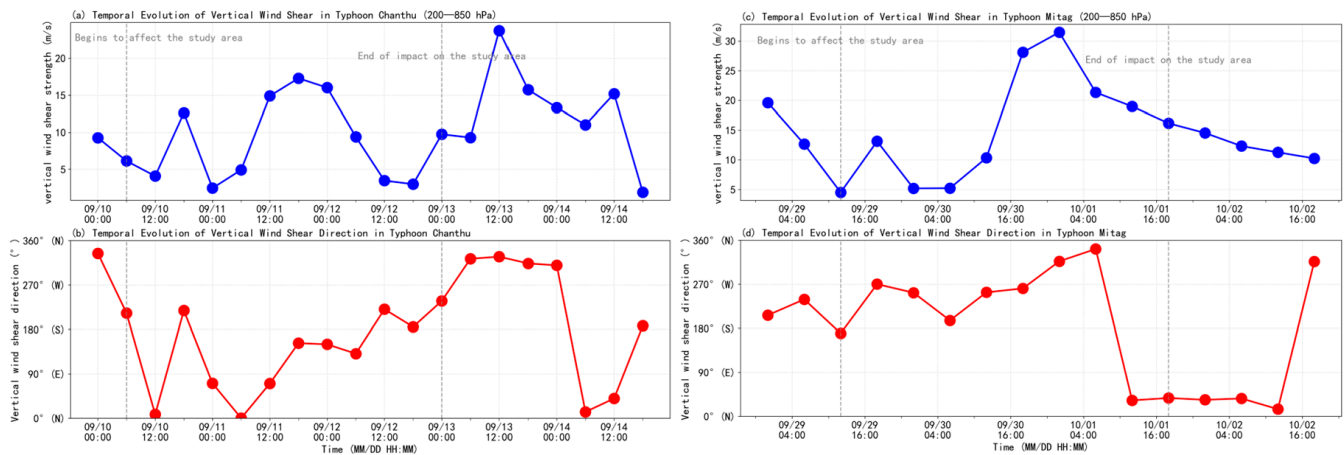 (a) Temporal Evolution of Vertical Wind Shear in Typhoon Chanthu (200—850 hPa)
vertical wind shear strength (m/s)
Begins to affect the study area
End of impact on the study area
20
15
10
5
09/10 09/10 09/11 09/11 09/12 09/12 09/13 09/13 09/14 09/14
00:00 12:00 00:00 12:00 00:00 12:00 00:00 12:00 00:00 12:00
(b) Temporal Evolution of Vertical Wind Shear Direction in Typhoon Chanthu
Vertical wind shear direction (°)
360° (N)
270° (W)
180° (S)
90° (E)
0° (N)
09/10 09/10 09/11 09/11 09/12 09/12 09/13 09/13 09/14 09/14
00:00 12:00 00:00 12:00 00:00 12:00 00:00 12:00 00:00 12:00
Time (MM/DD HH:MM)
(c) Temporal Evolution of Vertical Wind Shear in Typhoon Mitag (200—850 hPa)
vertical wind shear strength (m/s)
Begins to affect the study area
End of impact on the study area
30
25
20
15
10
5
09/29 09/29 09/30 09/30 10/01 10/01 10/02 10/02
04:00 16:00 04:00 16:00 04:00 16:00 04:00 16:00
(d) Temporal Evolution of Vertical Wind Shear Direction in Typhoon Mitag
Vertical wind shear direction (°)
360° (N)
270° (W)
180° (S)
90° (E)
0° (N)
09/29 09/29 09/30 09/30 10/01 10/01 10/02 10/02
04:00 16:00 04:00 16:00 04:00 16:00 04:00 16:00
Time (MM/DD HH:MM)